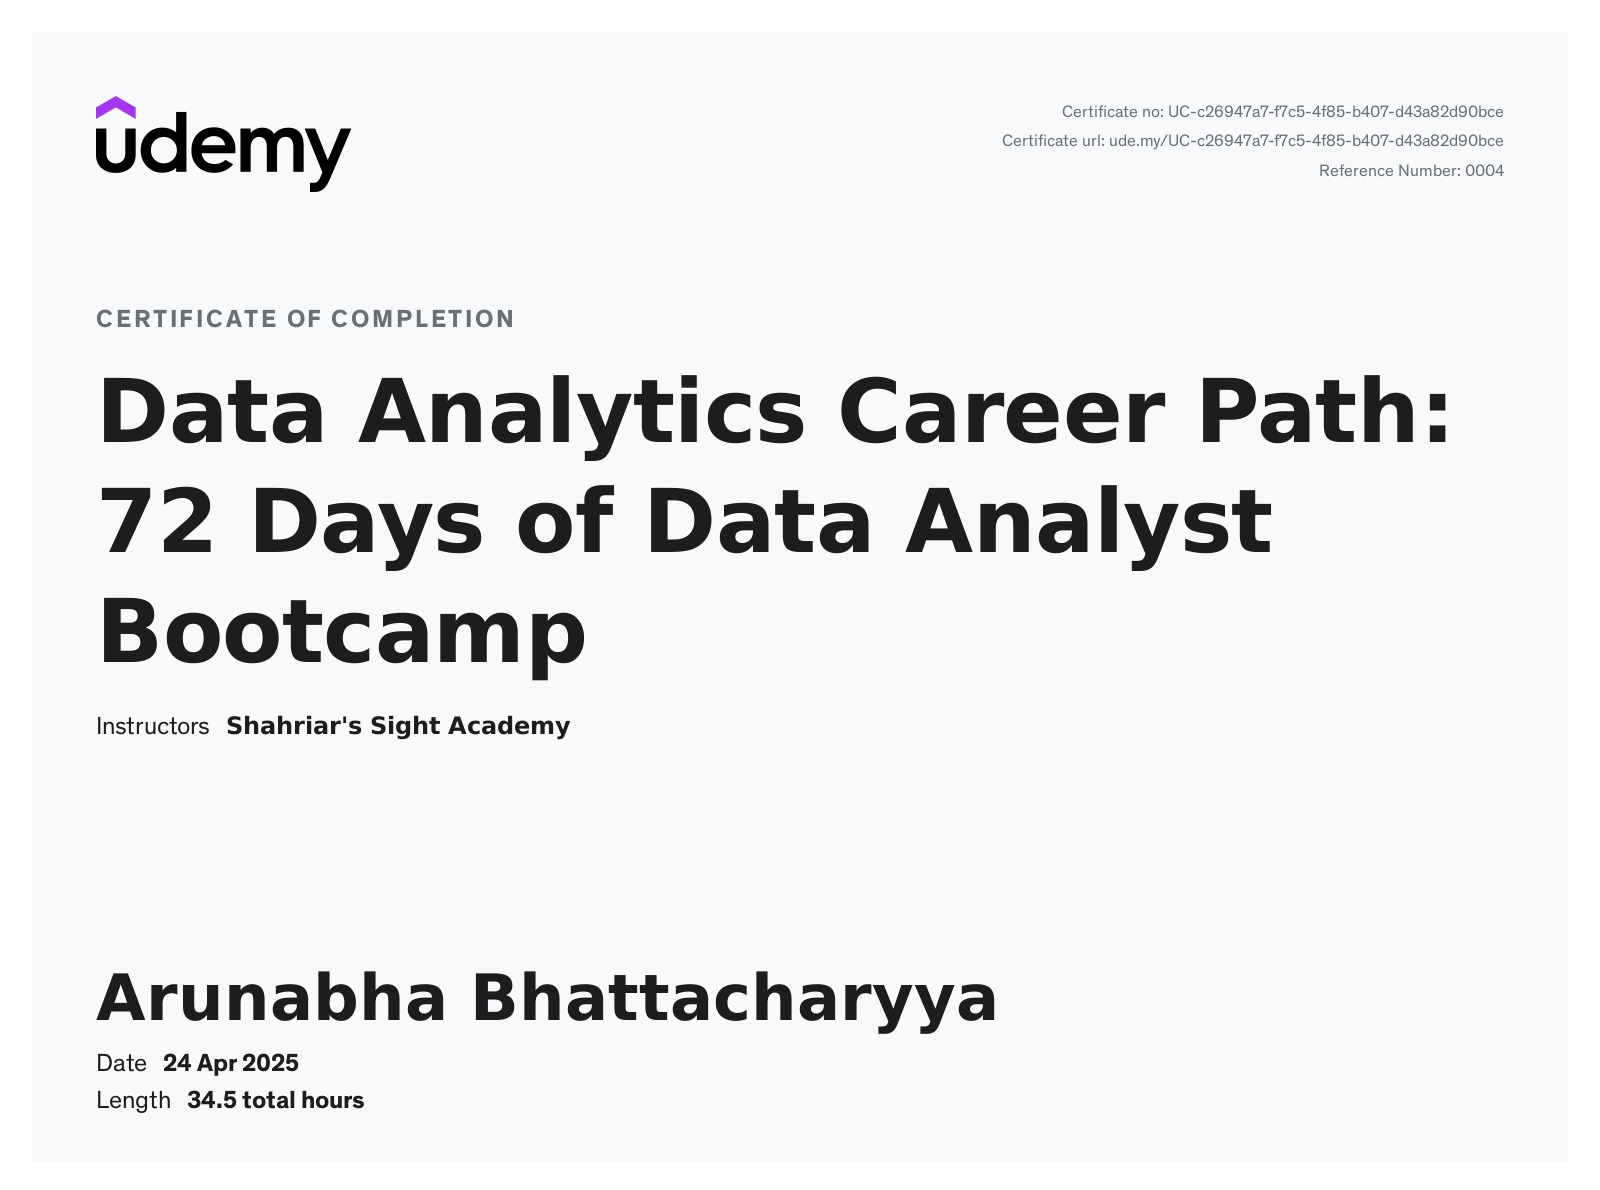 udemy
Certificate no: UC-c26947a7-f7c5-4f85-b407-d43a82d90bce
Certificate url: ude.my/UC-c26947a7-f7c5-4f85-b407-d43a82d90bce
Reference Number: 0004
CERTIFICATE OF COMPLETION
Data Analytics Career Path:
72 Days of Data Analyst
Bootcamp
Instructors Shahriar's Sight Academy
Arunabha Bhattacharyya
Date 24 Apr 2025
Length 34.5 total hours